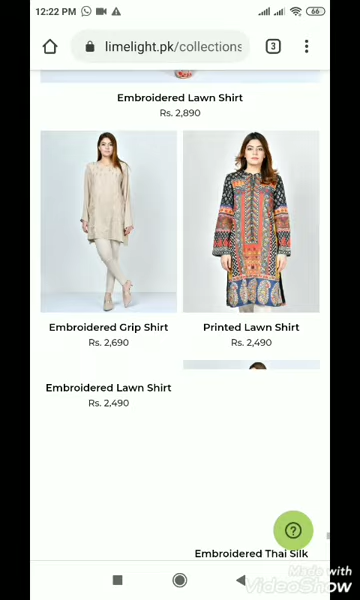 12:22 PM
66
limelight.pk/collections
3
Embroidered Lawn Shirt
Rs. 2,890
Embroidered Grip Shirt
Rs. 2,690
Printed Lawn Shirt
Rs. 2,490
Embroidered Lawn Shirt
Rs. 2,490
?
Embroidered Thai Silk
Made with
VideoShow